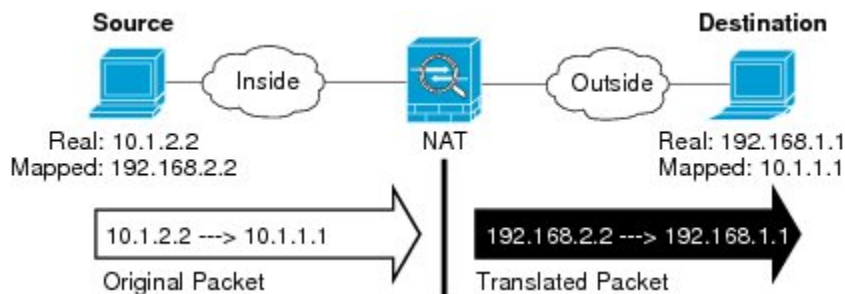 Source
Destination
Inside
Outside
NAT
Real: 10.1.2.2
Mapped: 192.168.2.2
Real: 192.168.1.1
Mapped: 10.1.1.1
10.1.2.2 ---> 10.1.1.1
192.168.2.2 ---> 192.168.1.1
Original Packet
Translated Packet